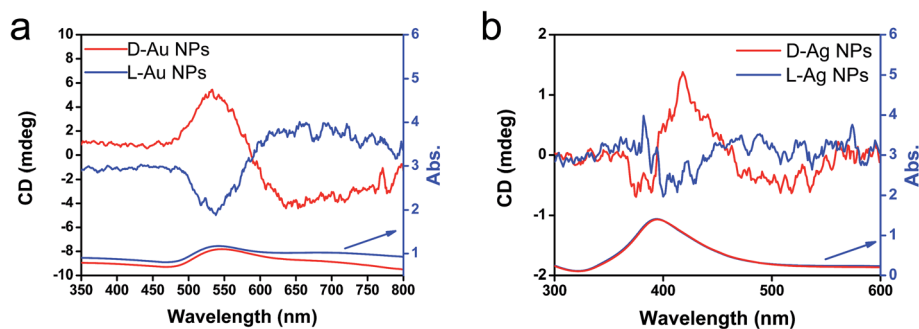 a
D-Au NPs
L-Au NPs
10
8
6
4
2
0
-2
-4
-6
-8
-10
CD (mdeg)
6
5
4
3
2
1
Abs.
350 400 450 500 550 600 650 700 750 800
Wavelength (nm)
b
D-Ag NPs
L-Ag NPs
2
1
0
-1
-2
CD (mdeg)
6
5
4
3
2
1
0
Abs.
300 400 500 600
Wavelength (nm)